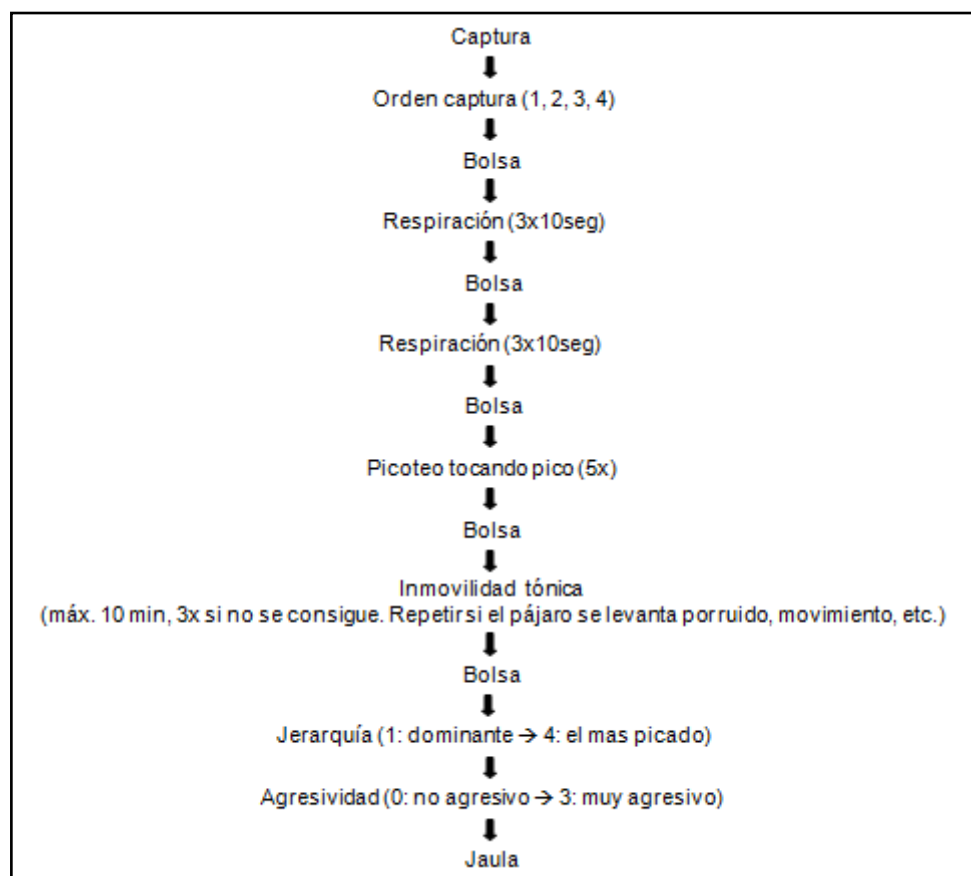 Captura
Orden captura (1, 2, 3, 4)
Bolsa
Respiración (3x10seg)
Bolsa
Respiración (3x10seg)
Bolsa
Picoteo tocando pico (5x)
Bolsa
Inmovilidad tónica
(máx. 10 min, 3x si no se consigue. Repetir si el pájaro se levanta por ruido, movimiento, etc.)
Bolsa
Jerarquía (1: dominante → 4: el mas picado)
Agresividad (0: no agresivo → 3: muy agresivo)
Jaula